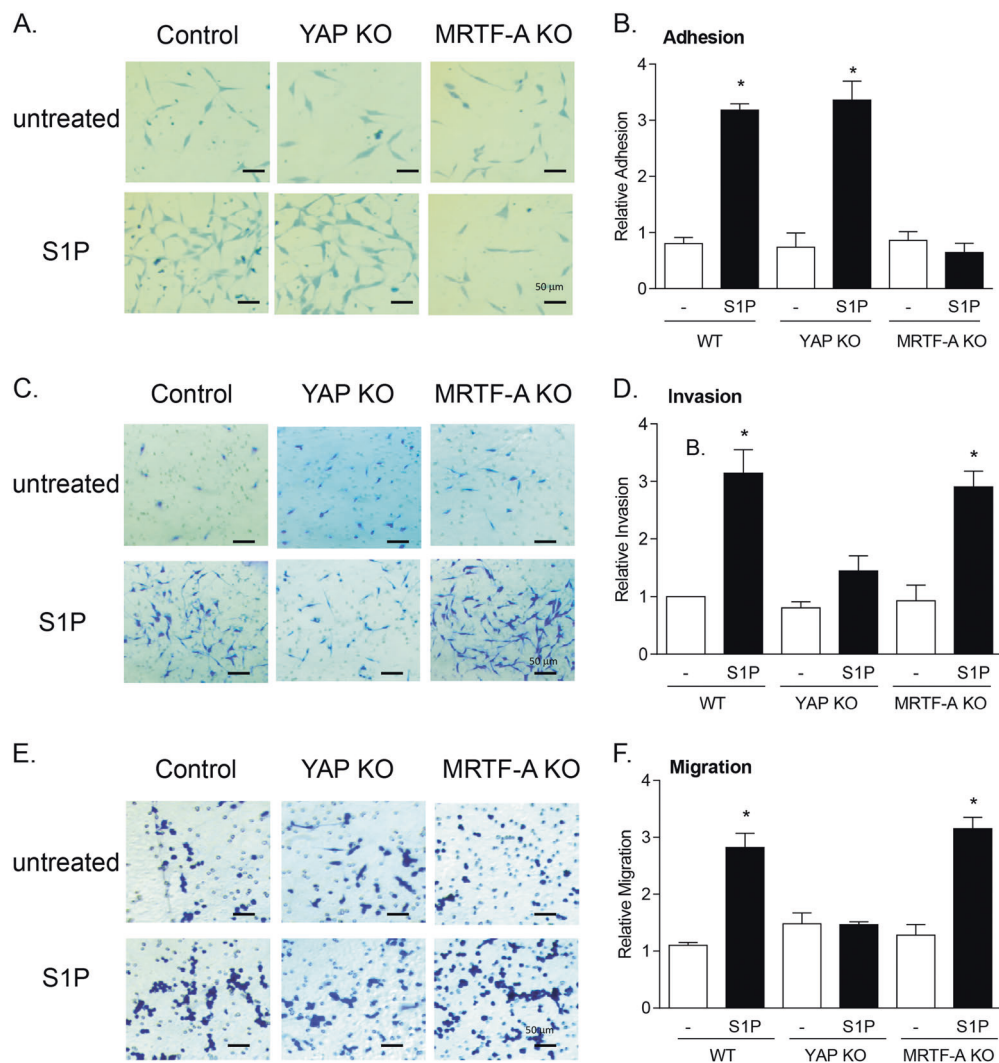 A.
Control YAP KO MRTF-A KO
untreated
S1P
50 µm
B. Adhesion
Relative Adhesion
4
3
2
1
0
- S1P - S1P - S1P
WT YAP KO MRTF-A KO
* *
C.
Control YAP KO MRTF-A KO
untreated
S1P
50 µm
D. Invasion
B.
Relative Invasion
4
3
2
1
0
* *
- S1P - S1P - S1P
WT YAP KO MRTF-A KO
E.
Control YAP KO MRTF-A KO
untreated
S1P
50 µm
F. Migration
Relative Migration
4
3
2
1
0
* *
- S1P - S1P - S1P
WT YAP KO MRTF-A KO